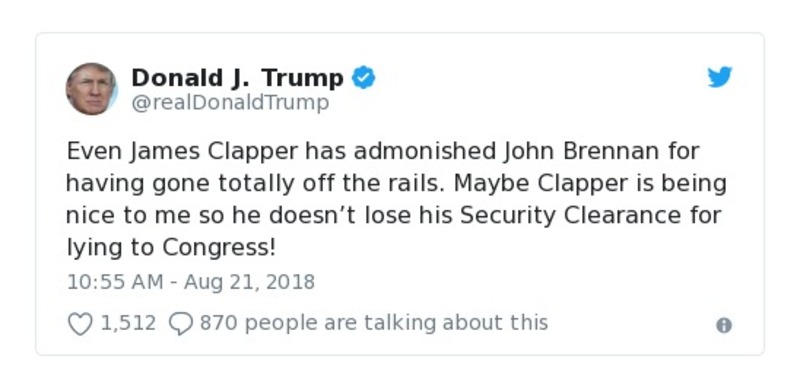 Donald J. Trump
@realDonaldTrump
Even James Clapper has admonished John Brennan for
having gone totally off the rails. Maybe Clapper is being
nice to me so he doesn’t lose his Security Clearance for
lying to Congress!
10:55 AM - Aug 21, 2018
1,512 870 people are talking about this